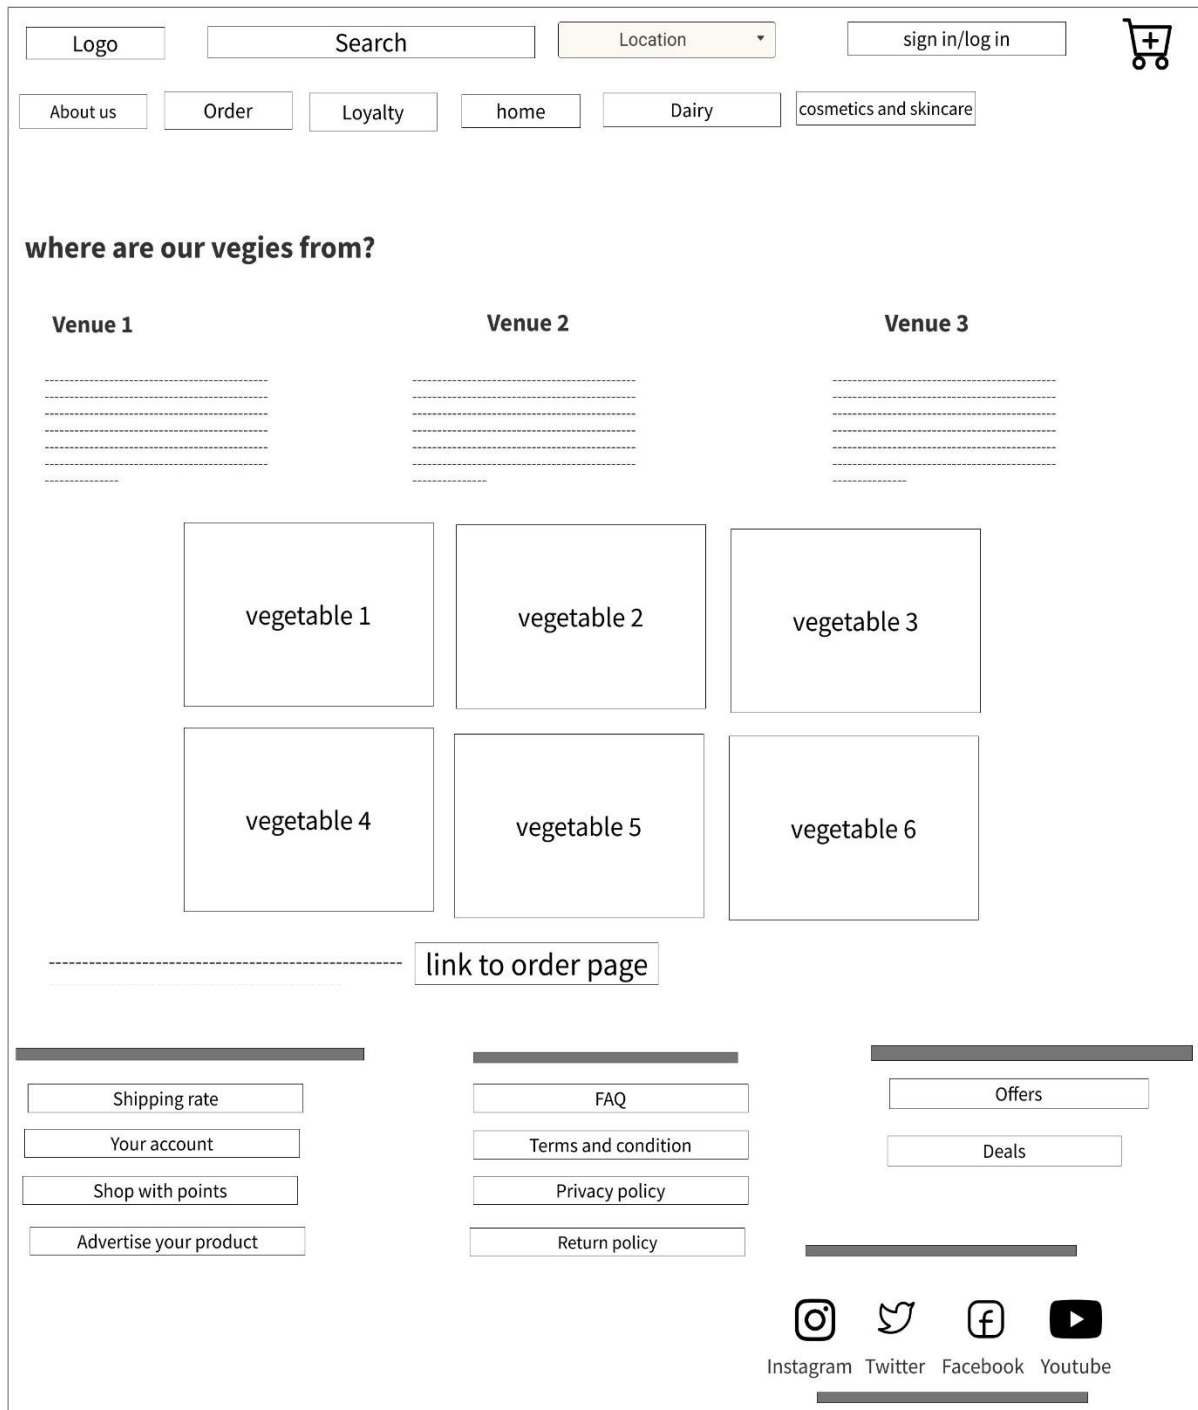 Logo
Search
Location
sign in/log in
About us
Order
Loyalty
home
Dairy
cosmetics and skincare
where are our vegies from?
Venue 1
Venue 2
Venue 3
vegetable 1
vegetable 2
vegetable 3
vegetable 4
vegetable 5
vegetable 6
link to order page
Shipping rate
Your account
Shop with points
Advertise your product
FAQ
Terms and condition
Privacy policy
Return policy
Offers
Deals
Instagram
Twitter
Facebook
Youtube